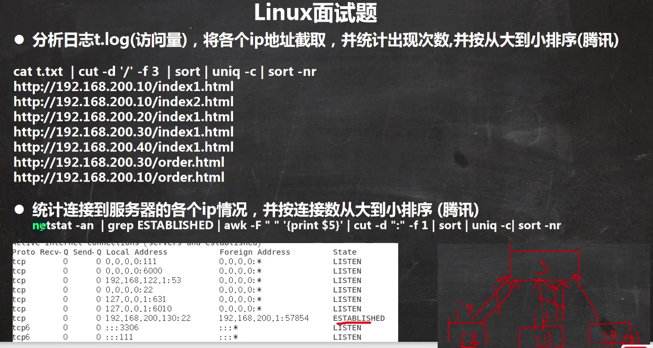 Linux面试题
● 分析日志t.log(访问量)，将各个ip地址截取，并统计出现次数,并按从大到小排序(腾讯)
cat t.txt | cut -d '/' -f 3 | sort | uniq -c | sort -nr
http://192.168.200.10/index1.html
http://192.168.200.10/index2.html
http://192.168.200.20/index1.html
http://192.168.200.30/index1.html
http://192.168.200.40/index1.html
http://192.168.200.30/order.html
http://192.168.200.10/order.html
● 统计连接到服务器的各个ip情况，并按连接数从大到小排序 (腾讯)
netstat -an | grep ESTABLISHED | awk -F " " '{print $5}' | cut -d ":" -f 1 | sort | uniq -c| sort -nr
Active Internet connections (servers and established)
Proto Recv-Q Send-Q Local Address Foreign Address State
tcp 0 0 0.0.0.0:111 0.0.0.0:* LISTEN
tcp 0 0 0.0.0.0:6000 0.0.0.0:* LISTEN
tcp 0 0 192.168.122.1:53 0.0.0.0:* LISTEN
tcp 0 0 0.0.0.0:22 0.0.0.0:* LISTEN
tcp 0 0 127.0.0.1:631 0.0.0.0:* LISTEN
tcp 0 0 127.0.0.1:6010 0.0.0.0:* LISTEN
tcp 0 0 192.168.200.130:22 192.168.200.1:57854 ESTABLISHED
tcp6 0 0 :::3306 :::* LISTEN
tcp6 0 0 :::111 :::* LISTEN